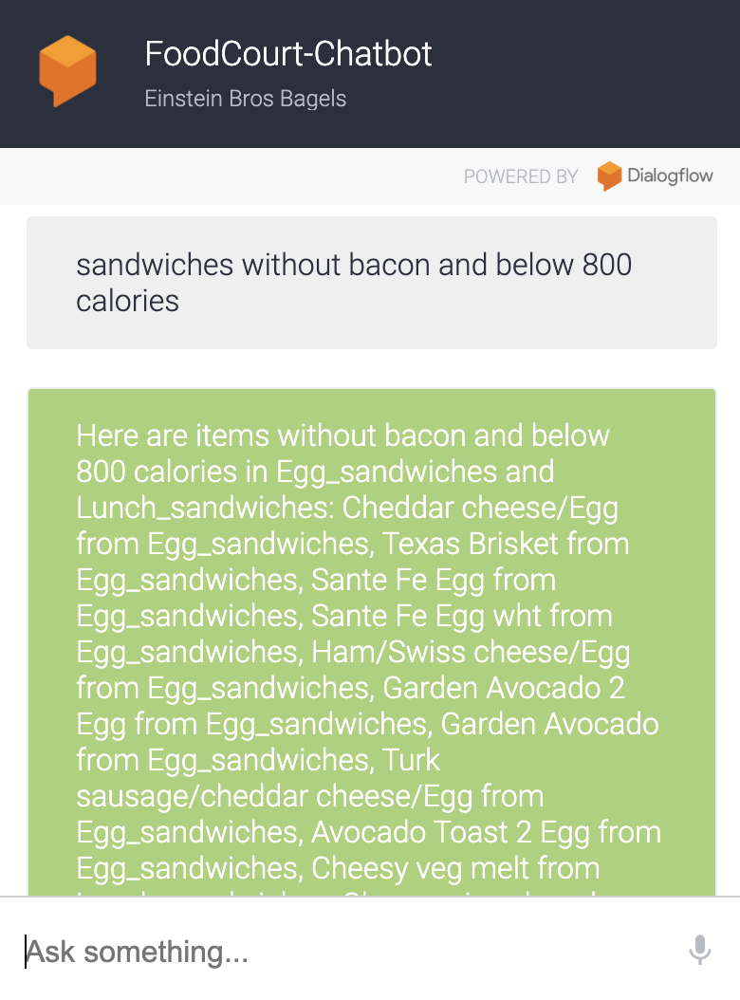 FoodCourt-Chatbot
Einstein Bros Bagels
POWERED BY Dialogflow
sandwiches without bacon and below 800
calories
Here are items without bacon and below
800 calories in Egg_sandwiches and
Lunch_sandwiches: Cheddar cheese/Egg
from Egg_sandwiches, Texas Brisket from
Egg_sandwiches, Sante Fe Egg from
Egg_sandwiches, Sante Fe Egg wht from
Egg_sandwiches, Ham/Swiss cheese/Egg
from Egg_sandwiches, Garden Avocado 2
Egg from Egg_sandwiches, Garden Avocado
from Egg_sandwiches, Turk
sausage/cheddar cheese/Egg from
Egg_sandwiches, Avocado Toast 2 Egg from
Egg_sandwiches, Cheesy veg melt from
Ask something...